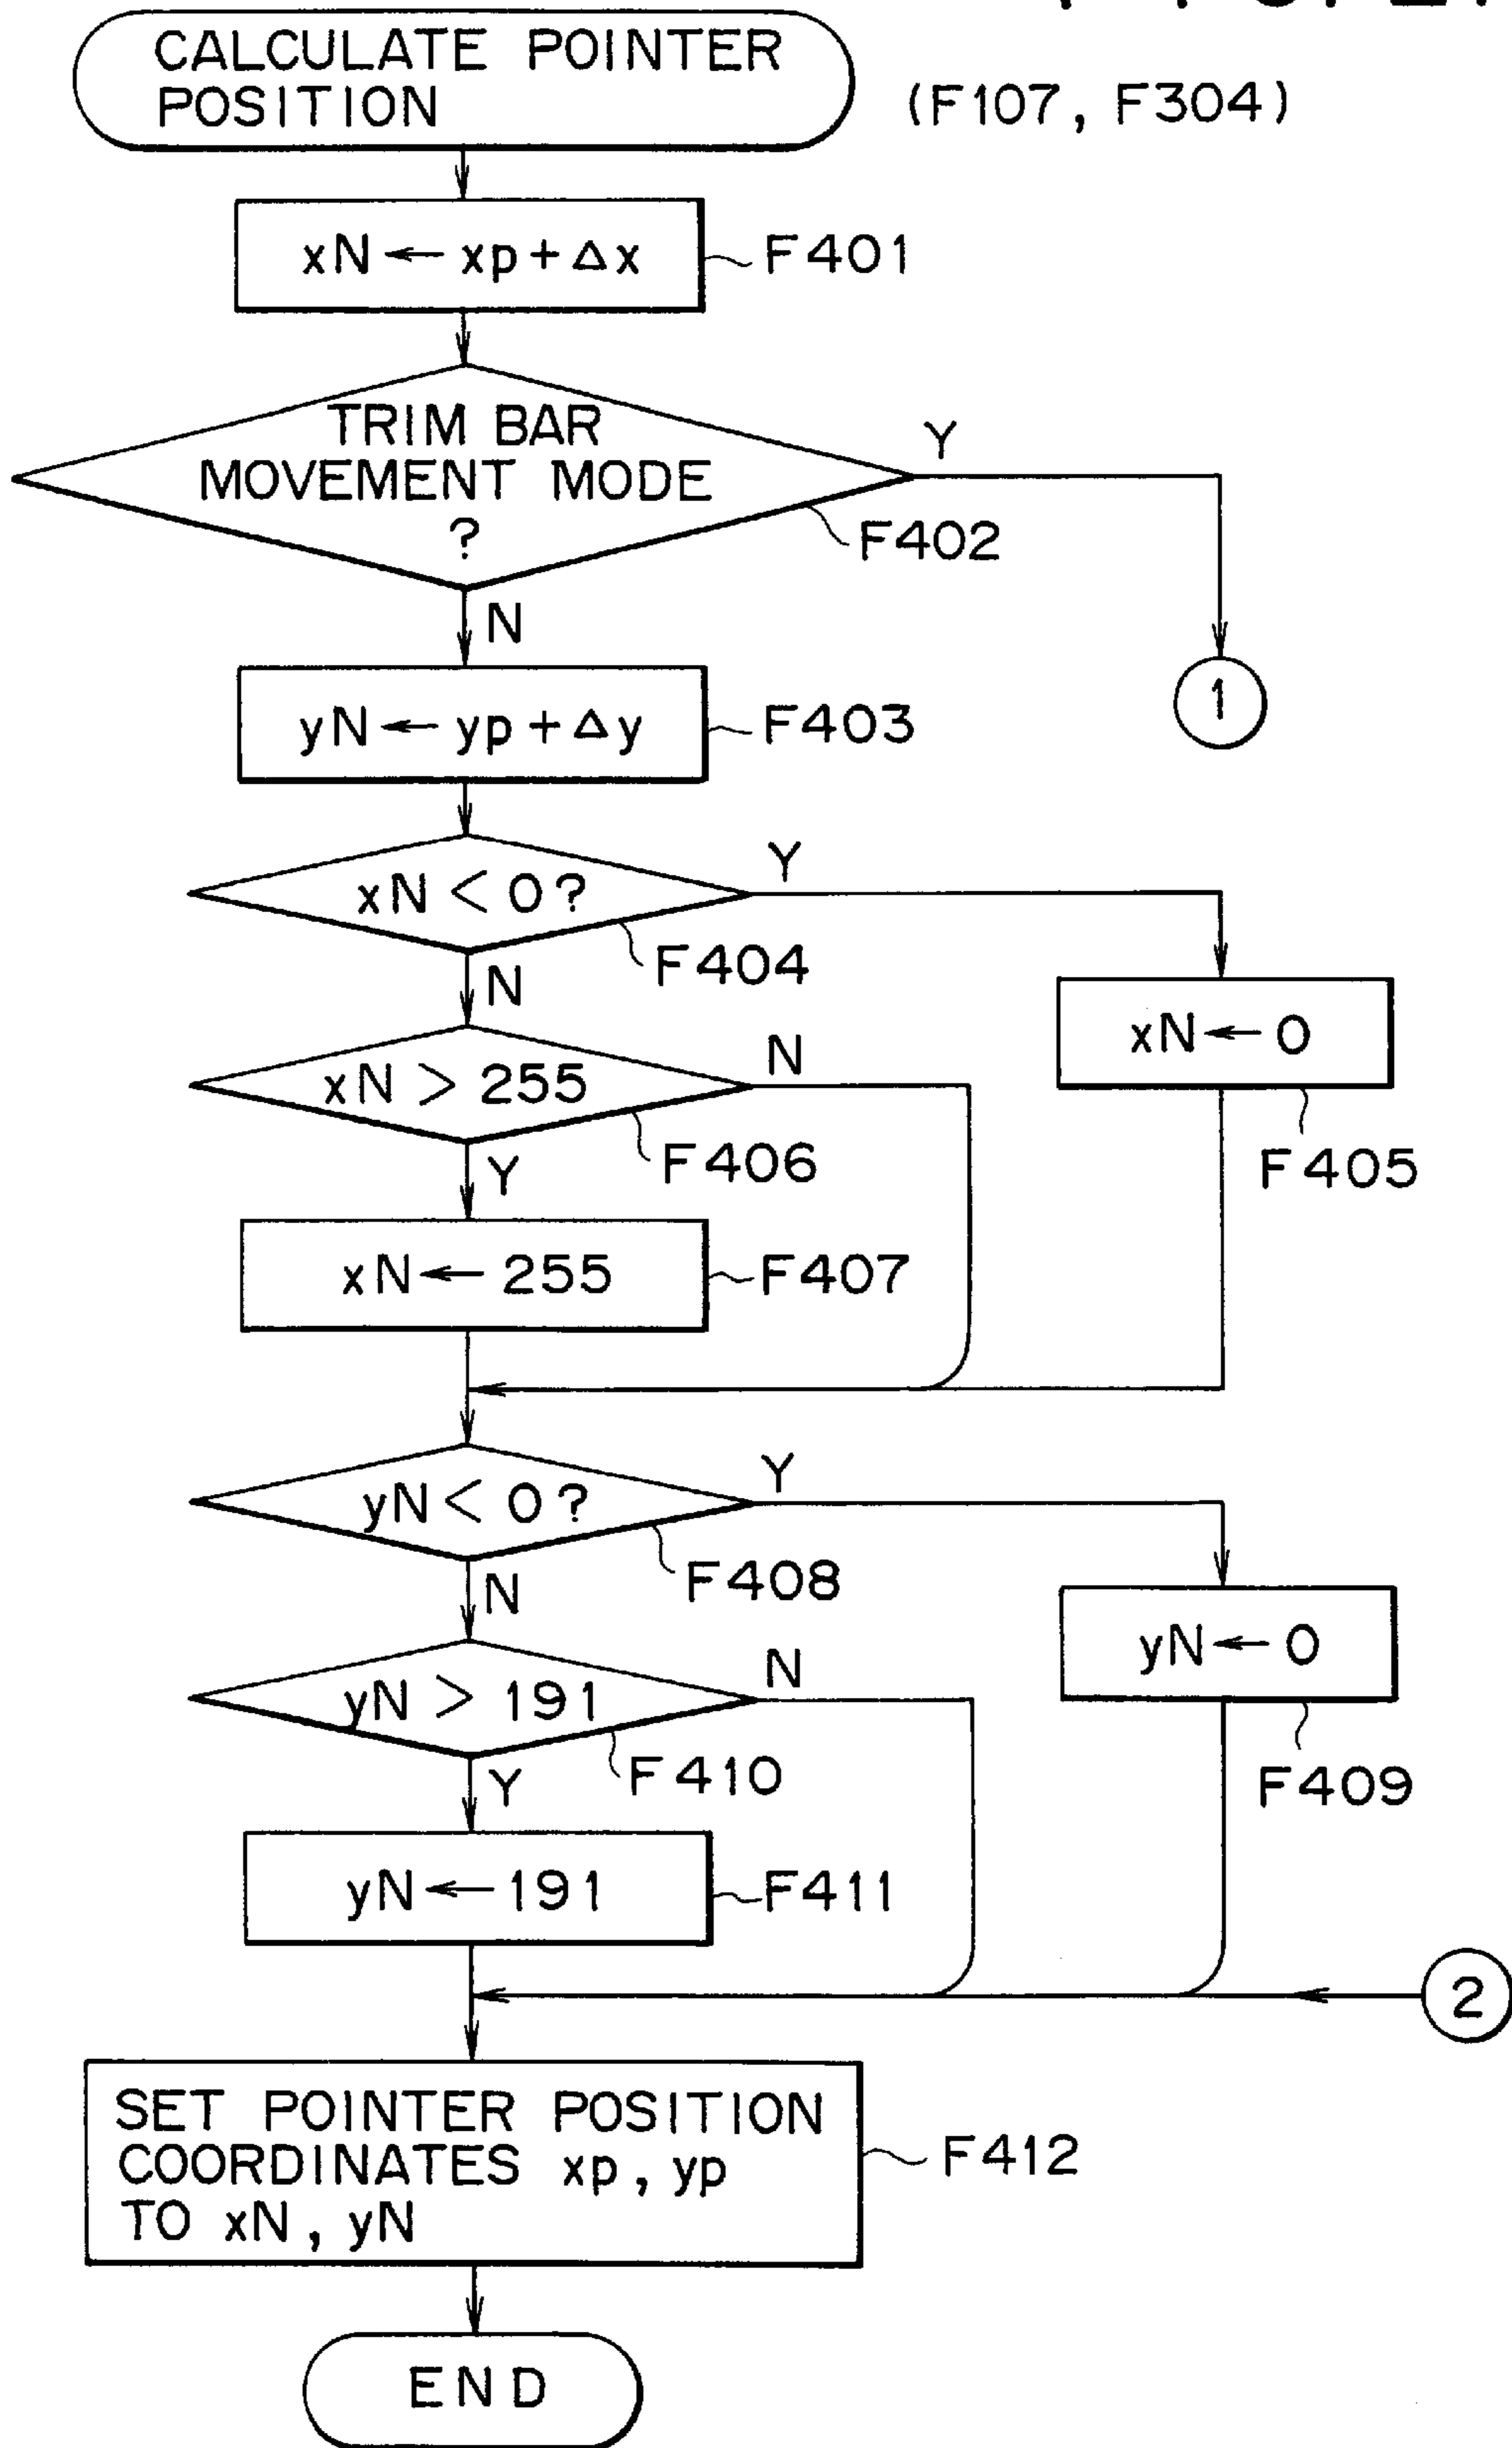 CALCULATE POINTER
POSITION
(F107, F304)
xN ← xp + Δx
F401
TRIM BAR
MOVEMENT MODE
?
Y
F402
N
1
yN ← yp + Δy
F403
xN < 0?
Y
F404
N
xN ← 0
F405
xN > 255
N
F406
Y
xN ← 255
F407
yN < 0?
Y
F408
N
yN ← 0
F409
yN > 191
N
F410
Y
yN ← 191
F411
2
SET POINTER POSITION
COORDINATES xp, yp
TO xN, yN
F412
END